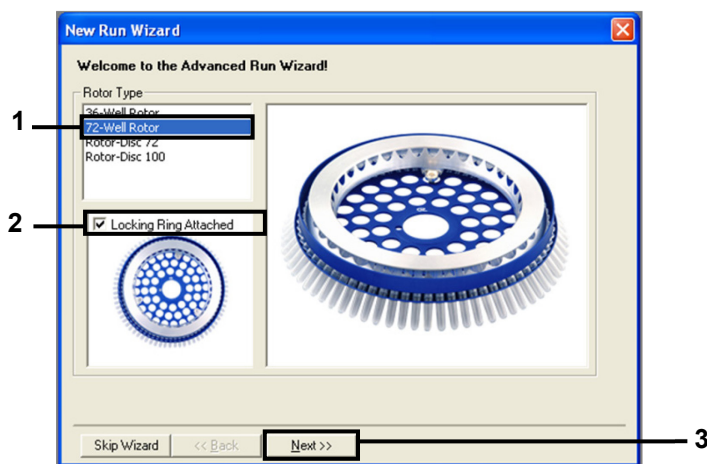 New Run Wizard
Welcome to the Advanced Run Wizard!
Rotor Type
36-Well Rotor
1
72-Well Rotor
Rotor-Disc 72
Rotor-Disc 100
2
Locking Ring Attached
Skip Wizard
<< Back
Next >>
3